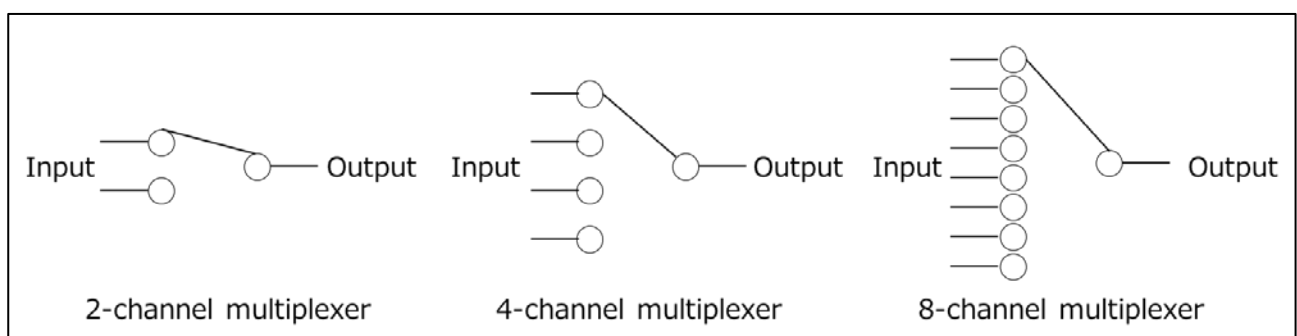 Input Output Input Output Input Output
2-channel multiplexer 4-channel multiplexer 8-channel multiplexer